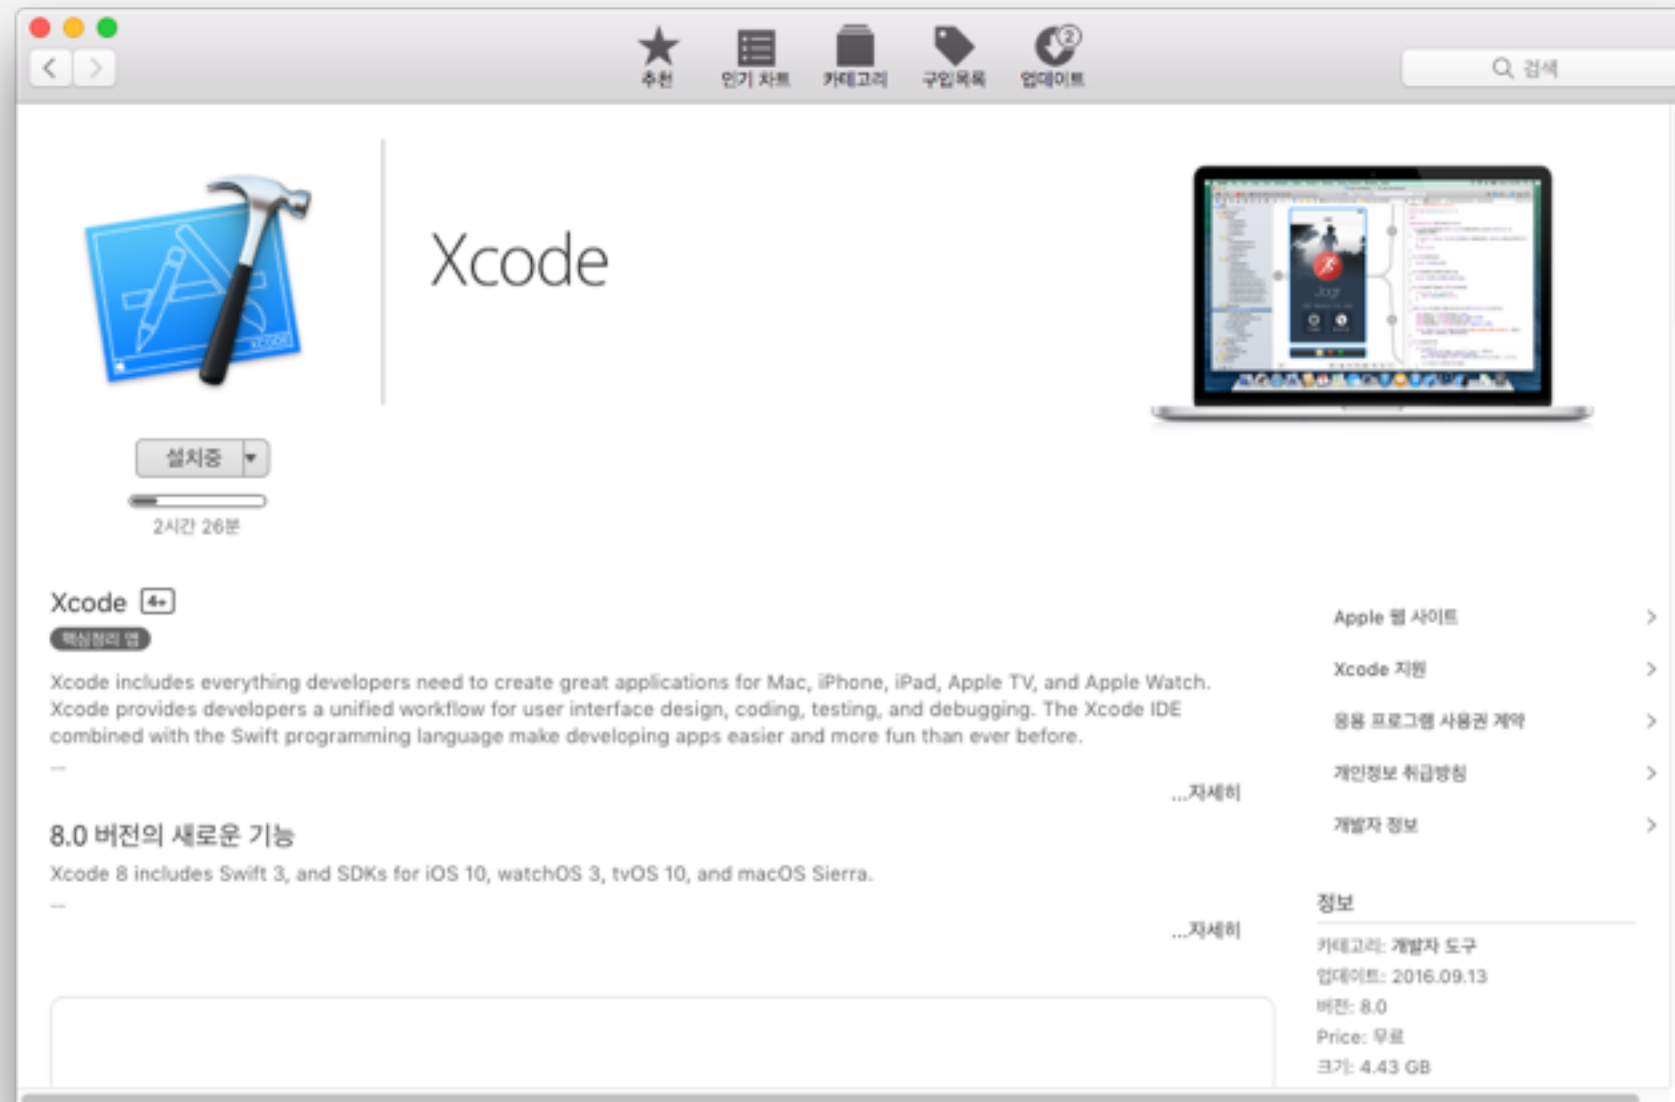 추천
인기 차트
카테고리
구입목록
업데이트
2
검색
XCODE
Xcode
Jogr
설치중
2시간 26분
Xcode 4+
핵심정리 앱
Xcode includes everything developers need to create great applications for Mac, iPhone, iPad, Apple TV, and Apple Watch.
Xcode provides developers a unified workflow for user interface design, coding, testing, and debugging. The Xcode IDE
combined with the Swift programming language make developing apps easier and more fun than ever before.
...자세히
8.0 버전의 새로운 기능
Xcode 8 includes Swift 3, and SDKs for iOS 10, watchOS 3, tvOS 10, and macOS Sierra.
...자세히
Apple 웹 사이트
Xcode 지원
응용 프로그램 사용권 계약
개인정보 취급방침
개발자 정보
정보
카테고리: 개발자 도구
업데이트: 2016.09.13
버전: 8.0
Price: 무료
크기: 4.43 GB